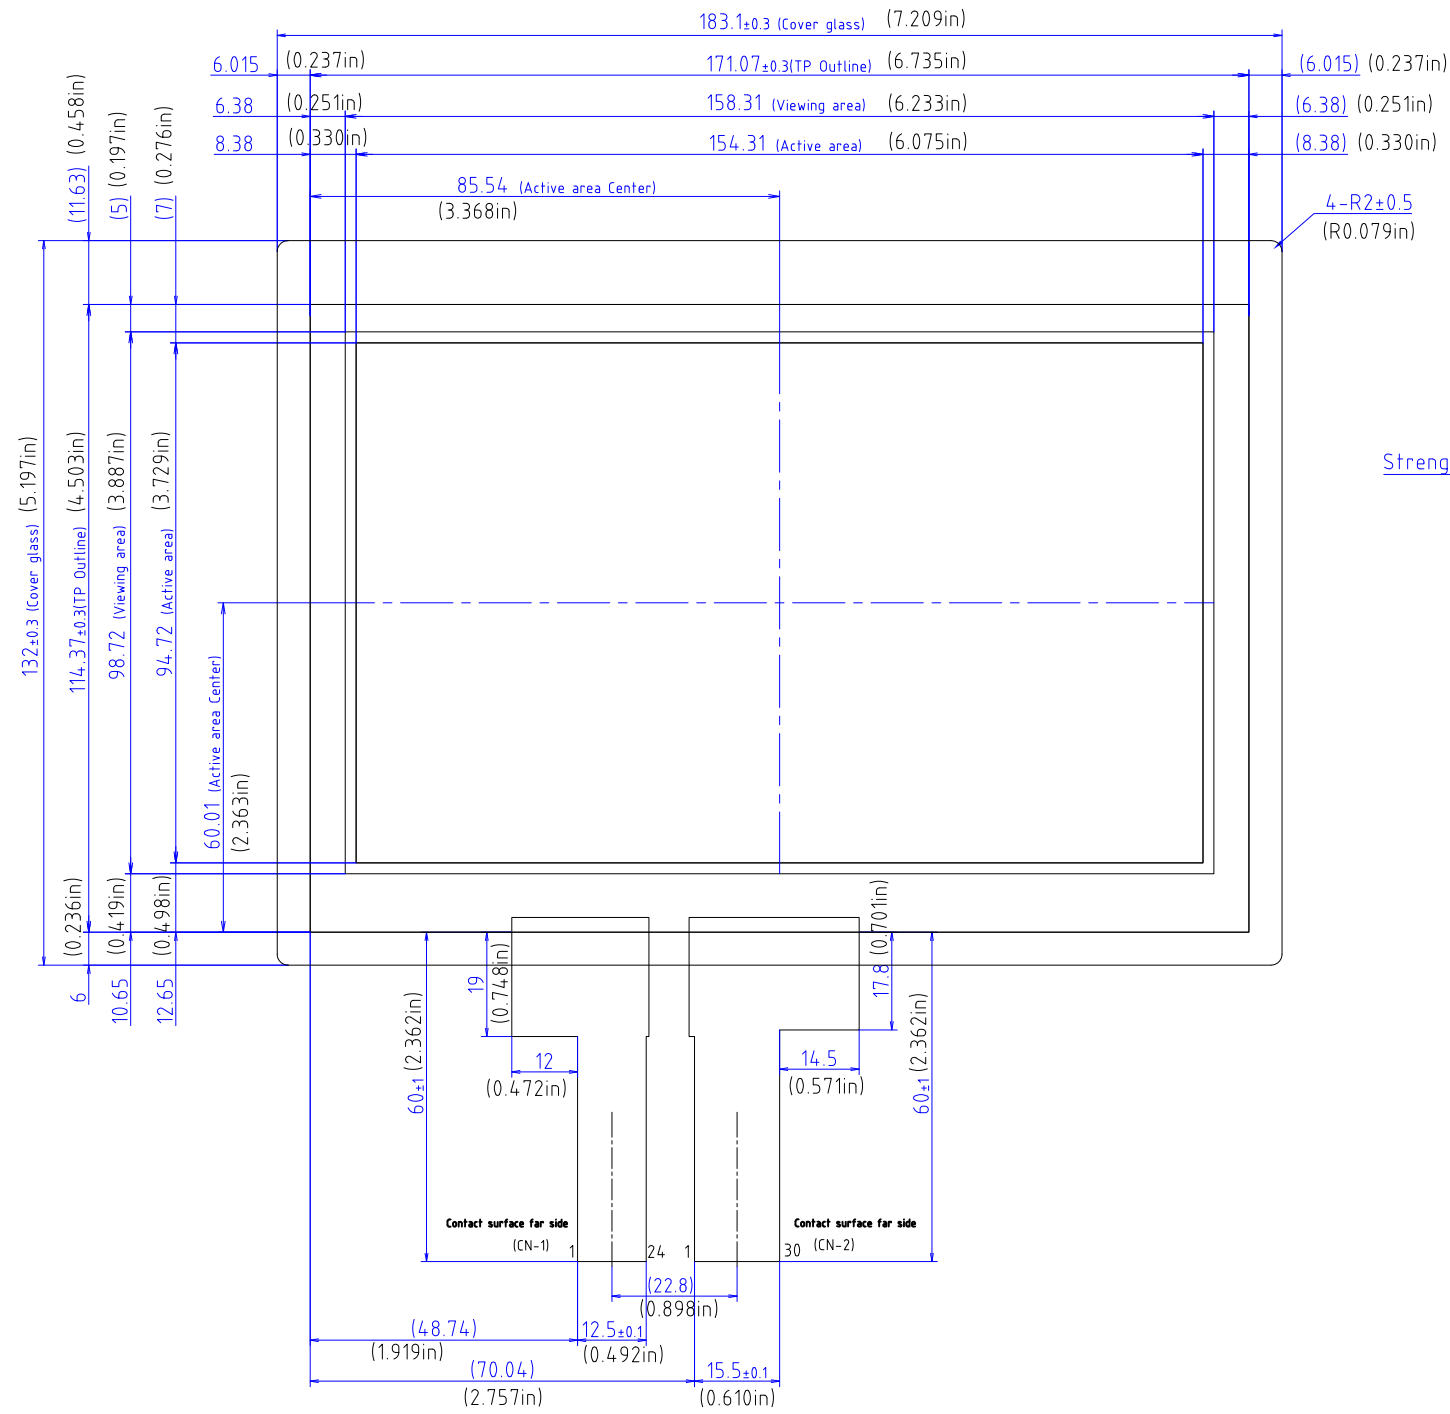 183.1±0.3 (Cover glass) (7.209in)
6.015 (0.237in) 171.07±0.3(TP Outline) (6.735in) (6.015) (0.237in)
6.38 (0.251in) 158.31 (Viewing area) (6.233in) (6.38) (0.251in)
8.38 (0.330in) 154.31 (Active area) (6.075in) (8.38) (0.330in)
85.54 (Active area Center)
(3.368in)
4-R2±0.5
(R0.079in)
(11.63) (0.458in)
(5) (0.197in)
(7) (0.276in)
132±0.3 (Cover glass) (5.197in)
114.37±0.3(TP Outline) (4.503in)
98.72 (Viewing area) (3.887in)
94.72 (Active area) (3.729in)
60.01 (Active area Center)
(2.363in)
Streng
6 (0.236in)
10.65 (0.419in)
12.65 (0.498in)
19
(0.748in)
17.8 (0.701in)
60±1 (2.362in)
60±1 (2.362in)
12
(0.472in)
14.5
(0.571in)
Contact surface far side
(CN-1) 1 24
Contact surface far side
1 30 (CN-2)
(22.8)
(0.898in)
(48.74)
(1.919in)
12.5±0.1
(0.492in)
(70.04)
(2.757in)
15.5±0.1
(0.610in)